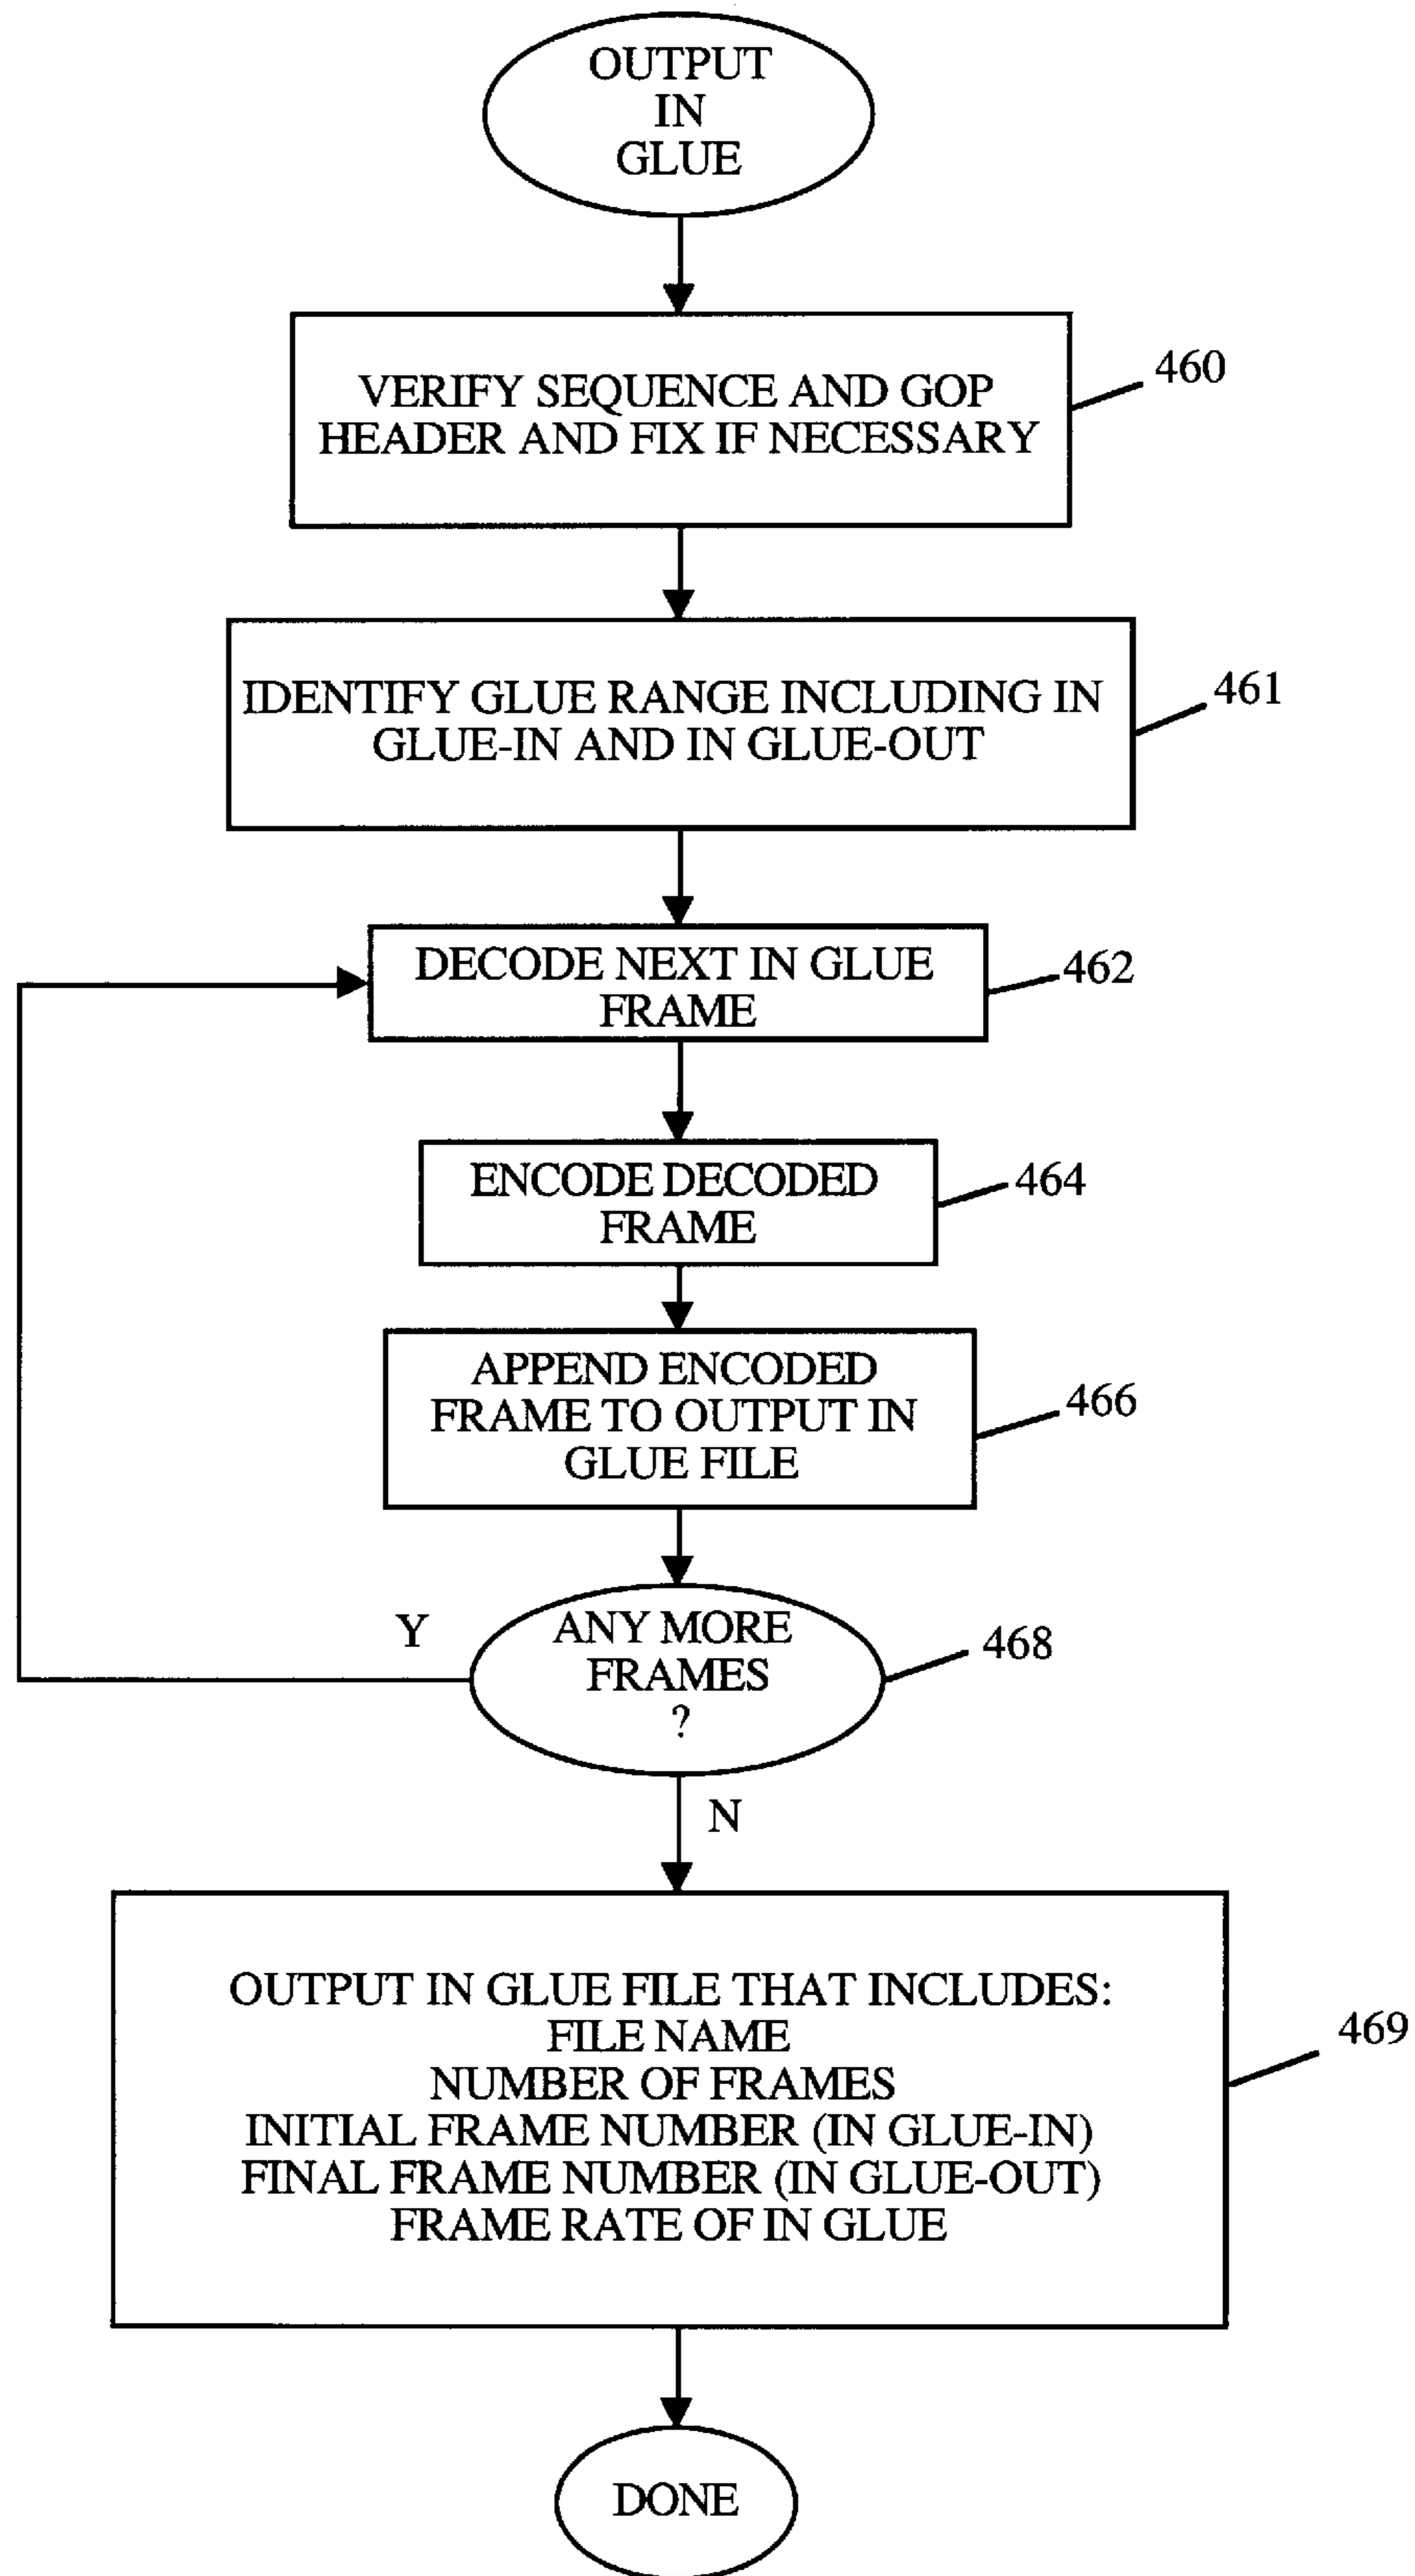 OUTPUT
IN
GLUE
VERIFY SEQUENCE AND GOP
HEADER AND FIX IF NECESSARY
460
IDENTIFY GLUE RANGE INCLUDING IN
GLUE-IN AND IN GLUE-OUT
461
DECODE NEXT IN GLUE
FRAME
462
ENCODE DECODED
FRAME
464
APPEND ENCODED
FRAME TO OUTPUT IN
GLUE FILE
466
ANY MORE
FRAMES
?
468
Y
N
OUTPUT IN GLUE FILE THAT INCLUDES:
FILE NAME
NUMBER OF FRAMES
INITIAL FRAME NUMBER (IN GLUE-IN)
FINAL FRAME NUMBER (IN GLUE-OUT)
FRAME RATE OF IN GLUE
469
DONE